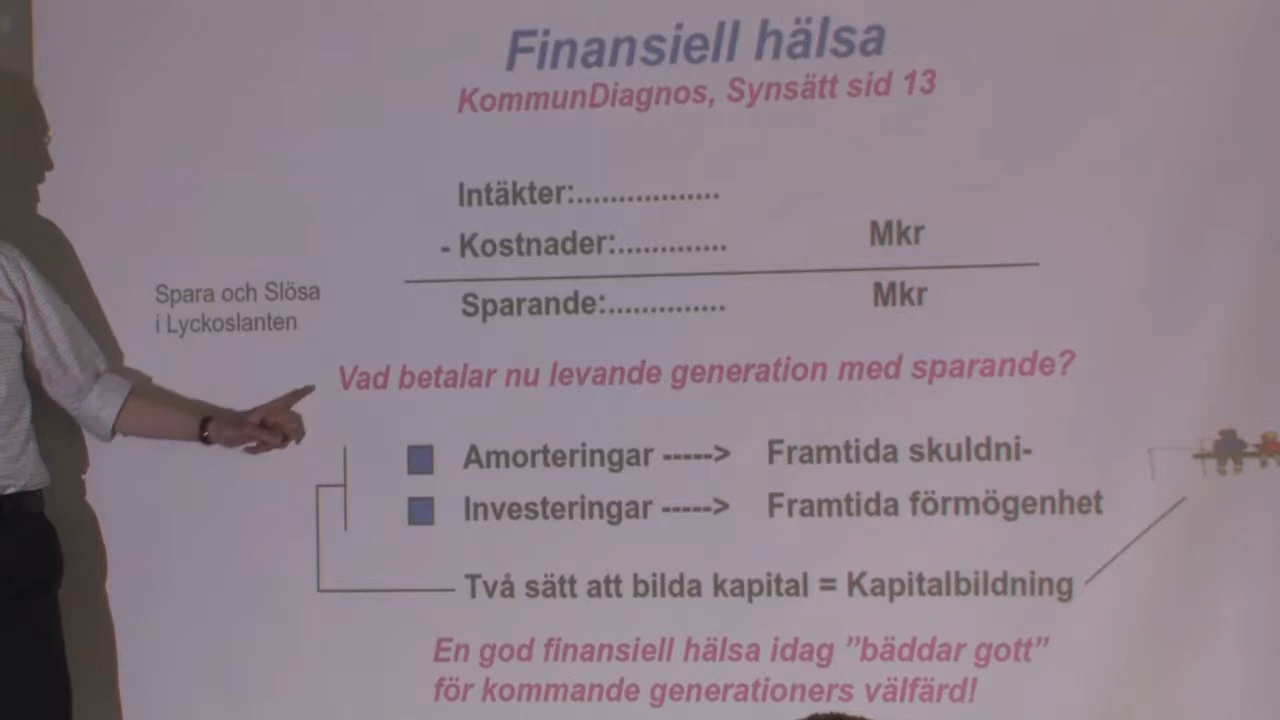 Finansiell hälsa
KommunDiagnos, Synsätt sid 13
Intäkter:.................
- Kostnader:............. Mkr
Sparande:.............. Mkr
Spara och Slösa
i Lyckoslanten
Vad betalar nu levande generation med sparande?
Amorteringar -----> Framtida skuldni-
Investeringar -----> Framtida förmögenhet
Två sätt att bilda kapital = Kapitalbildning
En god finansiell hälsa idag ”bäddar gott”
för kommande generationers välfärd!